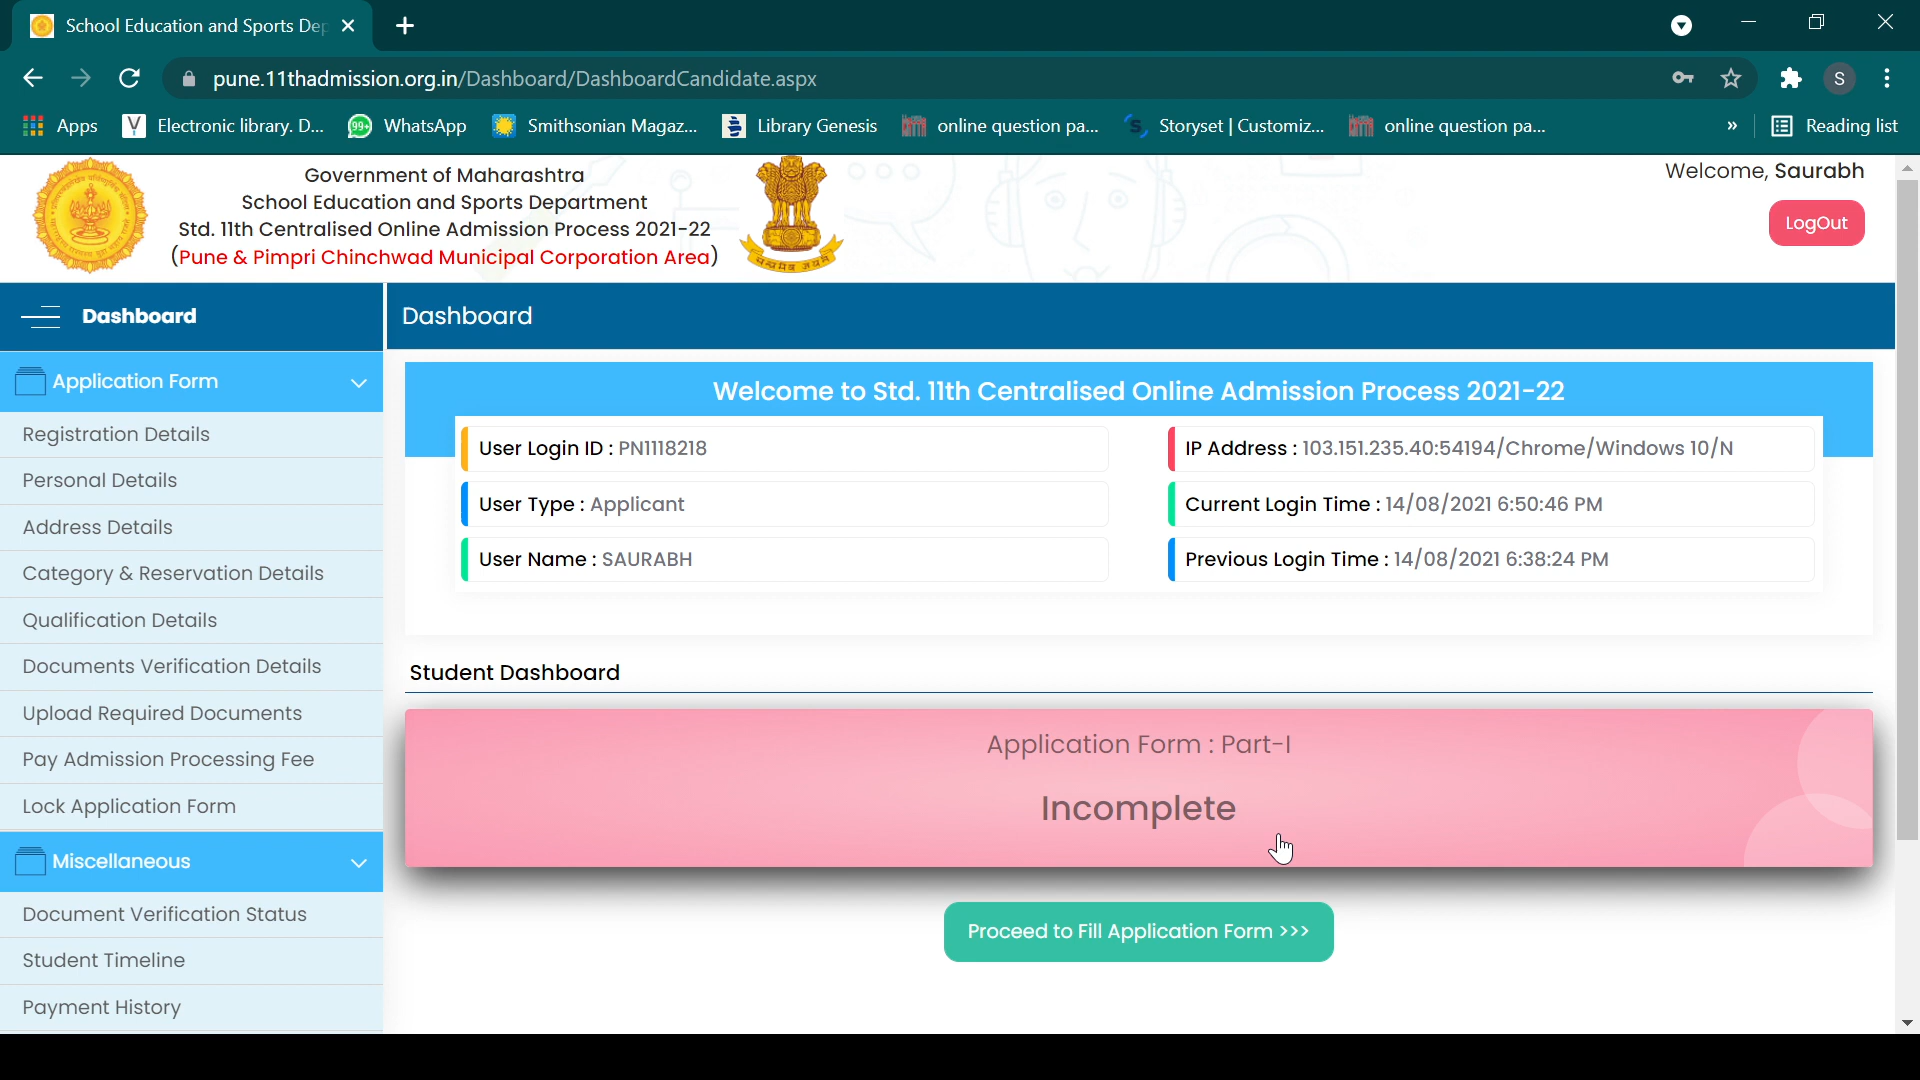 School Education and Sports Dep
pune.11thadmission.org.in/Dashboard/DashboardCandidate.aspx
S
Apps
Electronic library. D...
99+
WhatsApp
Smithsonian Magaz...
Library Genesis
online question pa...
Storyset | Customiz...
online question pa...
»
Reading list
Government of Maharashtra
School Education and Sports Department
Std. 11th Centralised Online Admission Process 2021-22
(Pune & Pimpri Chinchwad Municipal Corporation Area)
सत्यमेव जयते
Welcome, Saurabh
LogOut
Dashboard
Dashboard
Application Form
Registration Details
Personal Details
Address Details
Category & Reservation Details
Qualification Details
Documents Verification Details
Upload Required Documents
Pay Admission Processing Fee
Lock Application Form
Miscellaneous
Document Verification Status
Student Timeline
Payment History
Welcome to Std. 11th Centralised Online Admission Process 2021-22
User Login ID : PN1118218
IP Address : 103.151.235.40:54194/Chrome/Windows 10/N
User Type : Applicant
Current Login Time : 14/08/2021 6:50:46 PM
User Name : SAURABH
Previous Login Time : 14/08/2021 6:38:24 PM
Student Dashboard
Application Form : Part-I
Incomplete
Proceed to Fill Application Form >>>